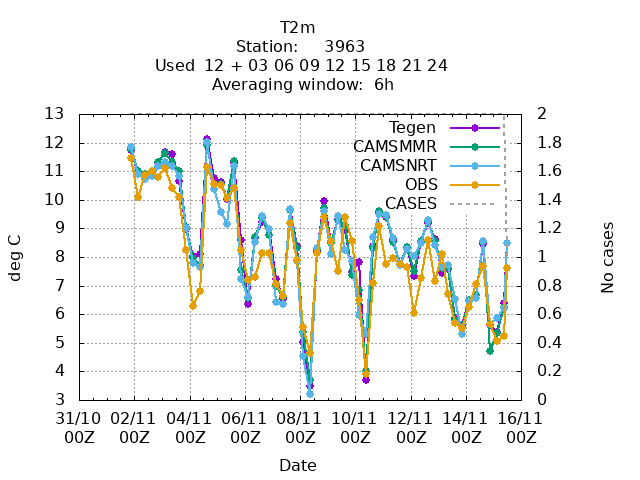 T2m
Station: 3963
Used 12 + 03 06 09 12 15 18 21 24
Averaging window: 6h
13 2
12 1.8
11 1.6
10 1.4
9 1.2
8 1
7 0.8
6 0.6
5 0.4
4 0.2
3 0
Tegen
CAMSMMR
CAMSNRT
OBS
CASES
deg C
No cases
31/10 02/11 04/11 06/11 08/11 10/11 12/11 14/11 16/11
00Z 00Z 00Z 00Z 00Z 00Z 00Z 00Z 00Z
Date